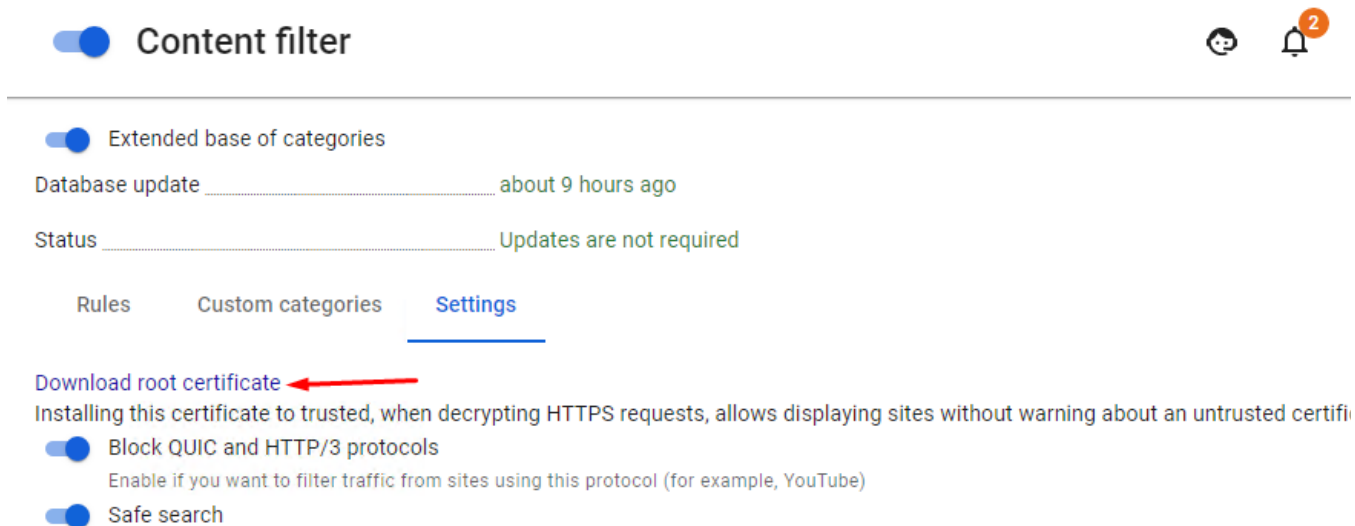 Content filter
2
Extended base of categories
Database update about 9 hours ago
Status Updates are not required
Rules Custom categories Settings
Download root certificate
Installing this certificate to trusted, when decrypting HTTPS requests, allows displaying sites without warning about an untrusted
Block QUIC and HTTP/3 protocols
Enable if you want to filter traffic from sites using this protocol (for example, YouTube)
Safe search